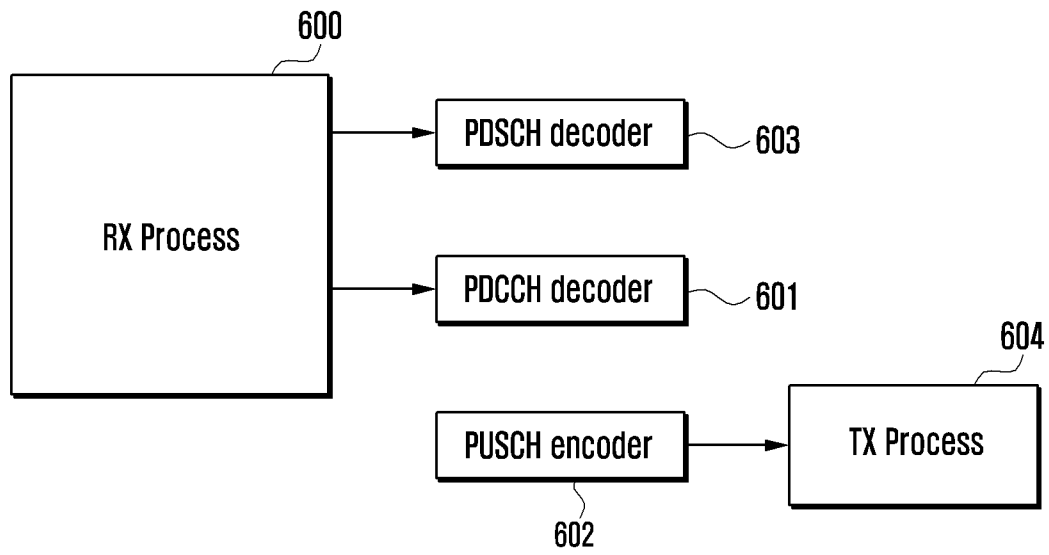 600
PDSCH decoder
603
RX Process
PDCCH decoder
601
604
PUSCH encoder
TX Process
602